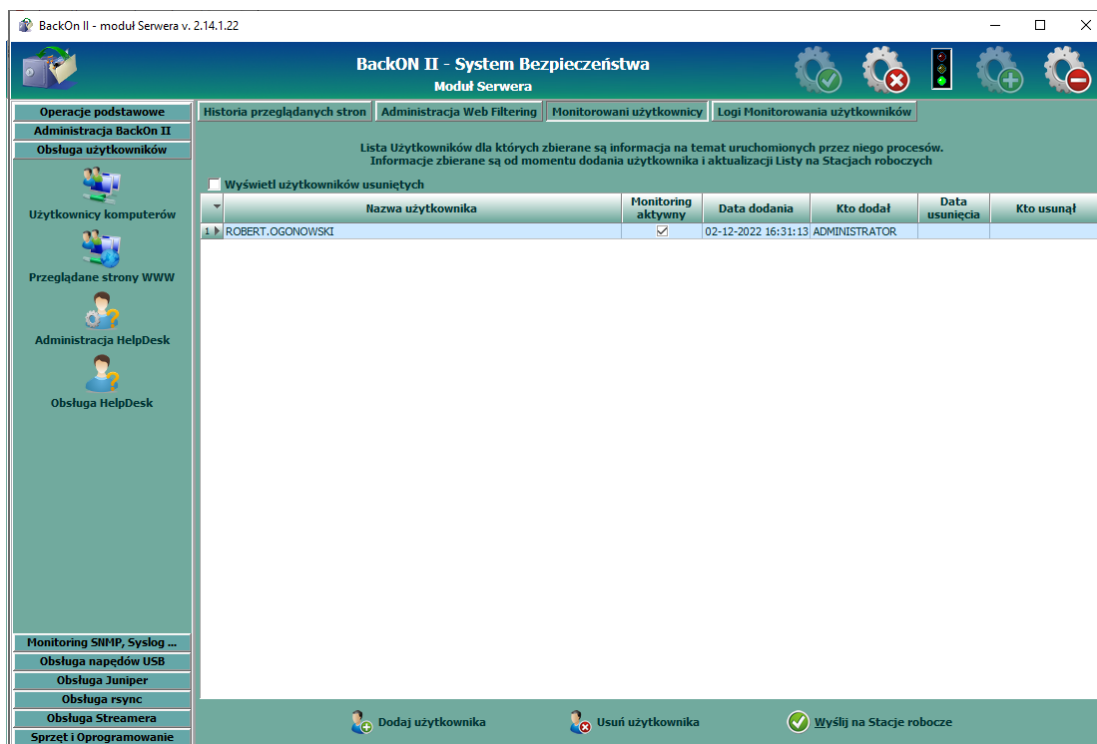 BackOn II - moduł Serwera v. 2.14.1.22
BackON II - System Bezpieczeństwa
Moduł Serwera
Operacje podstawowe
Administracja BackOn II
Obsługa użytkowników
Użytkownicy komputerów
Przeglądane strony WWW
Administracja HelpDesk
Obsługa HelpDesk
Monitoring SNMP, Syslog ...
Obsługa napędów USB
Obsługa Juniper
Obsługa rsync
Obsługa Streamera
Sprzęt i Oprogramowanie
Historia przeglądanych stron Administracja Web Filtering Monitorowani użytkownicy Logi Monitorowania użytkowników
Lista Użytkowników dla których zbierane są informacja na temat uruchomionych przez niego procesów.
Informacje zbierane są od momentu dodania użytkownika i aktualizacji Listy na Stacjach roboczych
Wyświetl użytkowników usuniętych
Nazwa użytkownika Monitoring aktywny Data dodania Kto dodał Data usunięcia Kto usunął
1 ROBERT.OGONOWSKI 02-12-2022 16:31:13 ADMINISTRATOR
Dodaj użytkownika Usuń użytkownika Wyślij na Stacje robocze